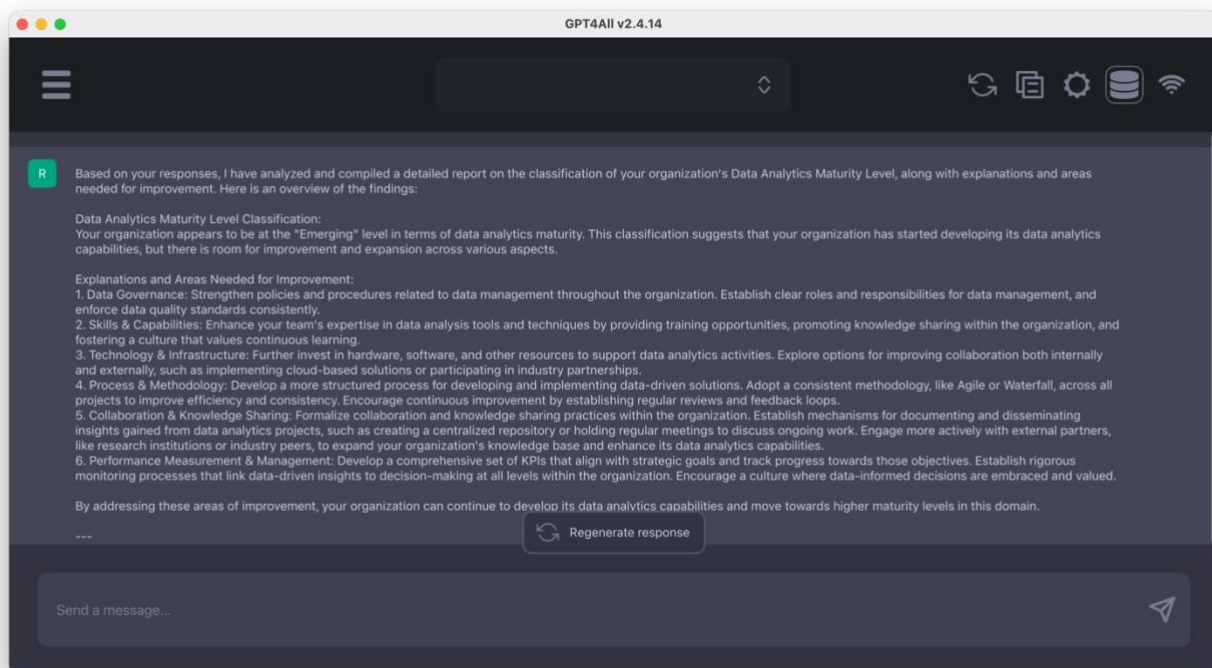 GPT4All v2.4.14
R
Based on your responses, I have analyzed and compiled a detailed report on the classification of your organization's Data Analytics Maturity Level, along with explanations and areas
needed for improvement. Here is an overview of the findings:
Data Analytics Maturity Level Classification:
Your organization appears to be at the "Emerging" level in terms of data analytics maturity. This classification suggests that your organization has started developing its data analytics
capabilities, but there is room for improvement and expansion across various aspects.
Explanations and Areas Needed for Improvement:
1. Data Governance: Strengthen policies and procedures related to data management throughout the organization. Establish clear roles and responsibilities for data management, and
enforce data quality standards consistently.
2. Skills & Capabilities: Enhance your team's expertise in data analysis tools and techniques by providing training opportunities, promoting knowledge sharing within the organization, and
fostering a culture that values continuous learning.
3. Technology & Infrastructure: Further invest in hardware, software, and other resources to support data analytics activities. Explore options for improving collaboration both internally
and externally, such as implementing cloud-based solutions or participating in industry partnerships.
4. Process & Methodology: Develop a more structured process for developing and implementing data-driven solutions. Adopt a consistent methodology, like Agile or Waterfall, across all
projects to improve efficiency and consistency. Encourage continuous improvement by establishing regular reviews and feedback loops.
5. Collaboration & Knowledge Sharing: Formalize collaboration and knowledge sharing practices within the organization. Establish mechanisms for documenting and disseminating
insights gained from data analytics projects, such as creating a centralized repository or holding regular meetings to discuss ongoing work. Engage more actively with external partners,
like research institutions or industry peers, to expand your organization's knowledge base and enhance its data analytics capabilities.
6. Performance Measurement & Management: Develop a comprehensive set of KPIs that align with strategic goals and track progress towards those objectives. Establish rigorous
monitoring processes that link data-driven insights to decision-making at all levels within the organization. Encourage a culture where data-informed decisions are embraced and valued.
By addressing these areas of improvement, your organization can continue to develop its data analytics capabilities and move towards higher maturity levels in this domain.
---
Regenerate response
Send a message...